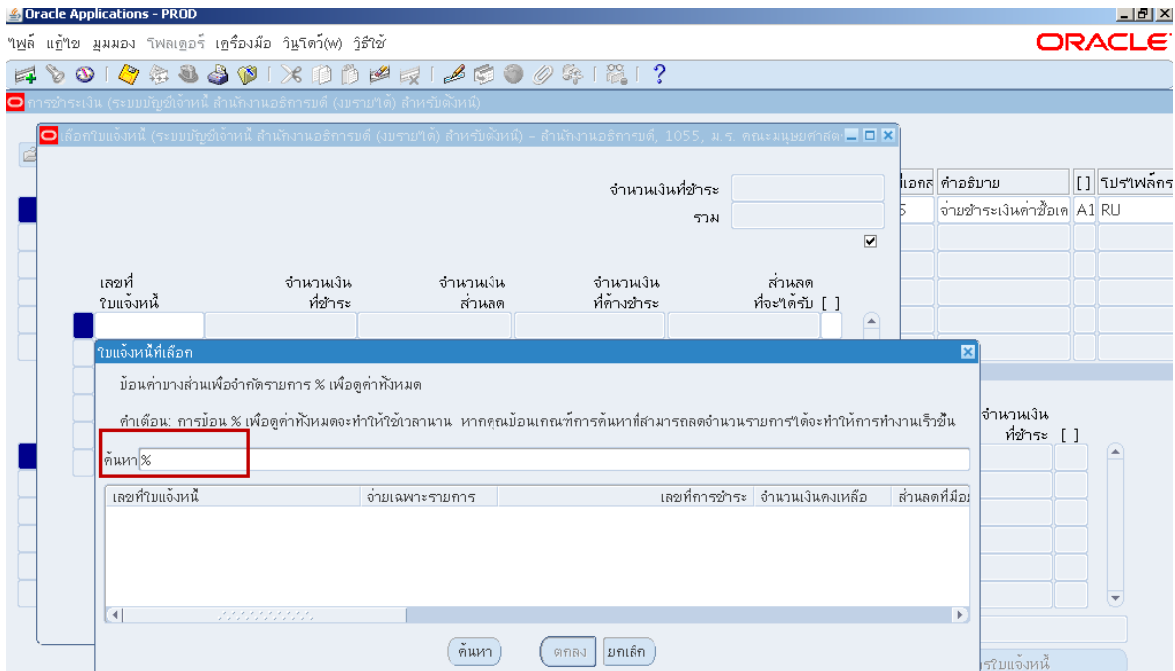 Oracle Applications - PROD
ไฟล์ แก้ไข มุมมอง โฟลเดอร์ เครื่องมือ วินโดว์(w) วิธีใช้
ORACLE
การชำระเงิน (ระบบบัญชีเจ้าหนี้ สำนักงานอธิการบดี (งบรายได้) สำหรับดัชนี)
เลือกใบแจ้งหนี้ (ระบบบัญชีเจ้าหนี้ สำนักงานอธิการบดี (งบรายได้) สำหรับดัชนี) – สำนักงานอธิการบดี, 1055, ม.ร. คณะมนุษยศาสต
จำนวนเงินที่ชำระ
รวม
คำอธิบาย [ ] โปรไฟล์กร
5 จ่ายชำระเงินค่าซื้อเค A1 RU
เลขที่ใบแจ้งหนี้ จำนวนเงินที่ชำระ จำนวนเงินส่วนลด จำนวนเงินที่ค้างชำระ ส่วนลดที่จะได้รับ [ ]
ใบแจ้งหนี้ที่เลือก
ป้อนค่าบางส่วนเพื่อจำกัดรายการ % เพื่อดูค่าทั้งหมด
คำเตือน: การป้อน % เพื่อดูค่าทั้งหมดจะทำให้ใช้เวลานาน หากคุณป้อนเกณฑ์การค้นหาที่สามารถลดจำนวนรายการได้จะทำให้การทำงานเร็วขึ้น
ค้นหา %
เลขที่ใบแจ้งหนี้ จ่ายเฉพาะรายการ เลขที่การชำระ จำนวนเงินคงเหลือ ส่วนลดที่มีอ
จำนวนเงินที่ชำระ [ ]
ค้นหา ตกลง ยกเลิก
รใบแจ้งหนี้